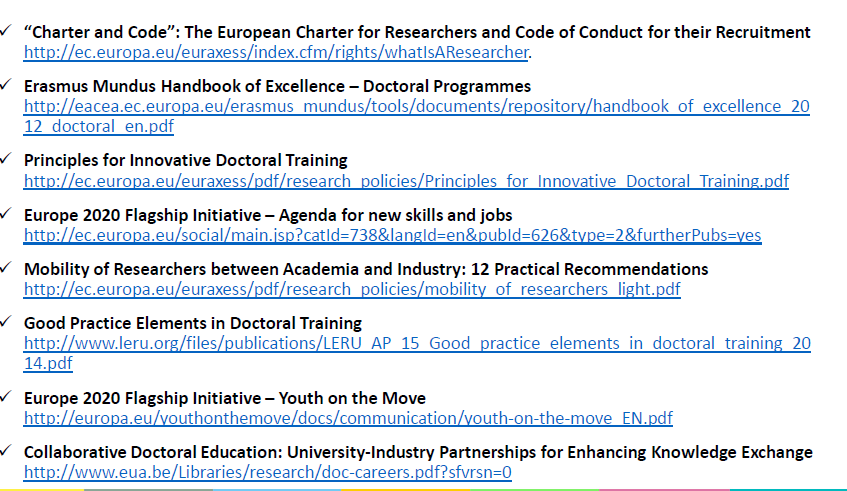 ✓ “Charter and Code”: The European Charter for Researchers and Code of Conduct for their Recruitment
http://ec.europa.eu/euraxess/index.cfm/rights/whatIsAResearcher.
✓ Erasmus Mundus Handbook of Excellence – Doctoral Programmes
http://eacea.ec.europa.eu/erasmus_mundus/tools/documents/repository/handbook_of_excellence_20
12_doctoral_en.pdf
✓ Principles for Innovative Doctoral Training
http://ec.europa.eu/euraxess/pdf/research_policies/Principles_for_Innovative_Doctoral_Training.pdf
✓ Europe 2020 Flagship Initiative – Agenda for new skills and jobs
http://ec.europa.eu/social/main.jsp?catId=738&langId=en&pubId=626&type=2&furtherPubs=yes
✓ Mobility of Researchers between Academia and Industry: 12 Practical Recommendations
http://ec.europa.eu/euraxess/pdf/research_policies/mobility_of_researchers_light.pdf
✓ Good Practice Elements in Doctoral Training
http://www.leru.org/files/publications/LERU_AP_15_Good_practice_elements_in_doctoral_training_20
14.pdf
✓ Europe 2020 Flagship Initiative – Youth on the Move
http://europa.eu/youthonthemove/docs/communication/youth-on-the-move_EN.pdf
✓ Collaborative Doctoral Education: University-Industry Partnerships for Enhancing Knowledge Exchange
http://www.eua.be/Libraries/research/doc-careers.pdf?sfvrsn=0